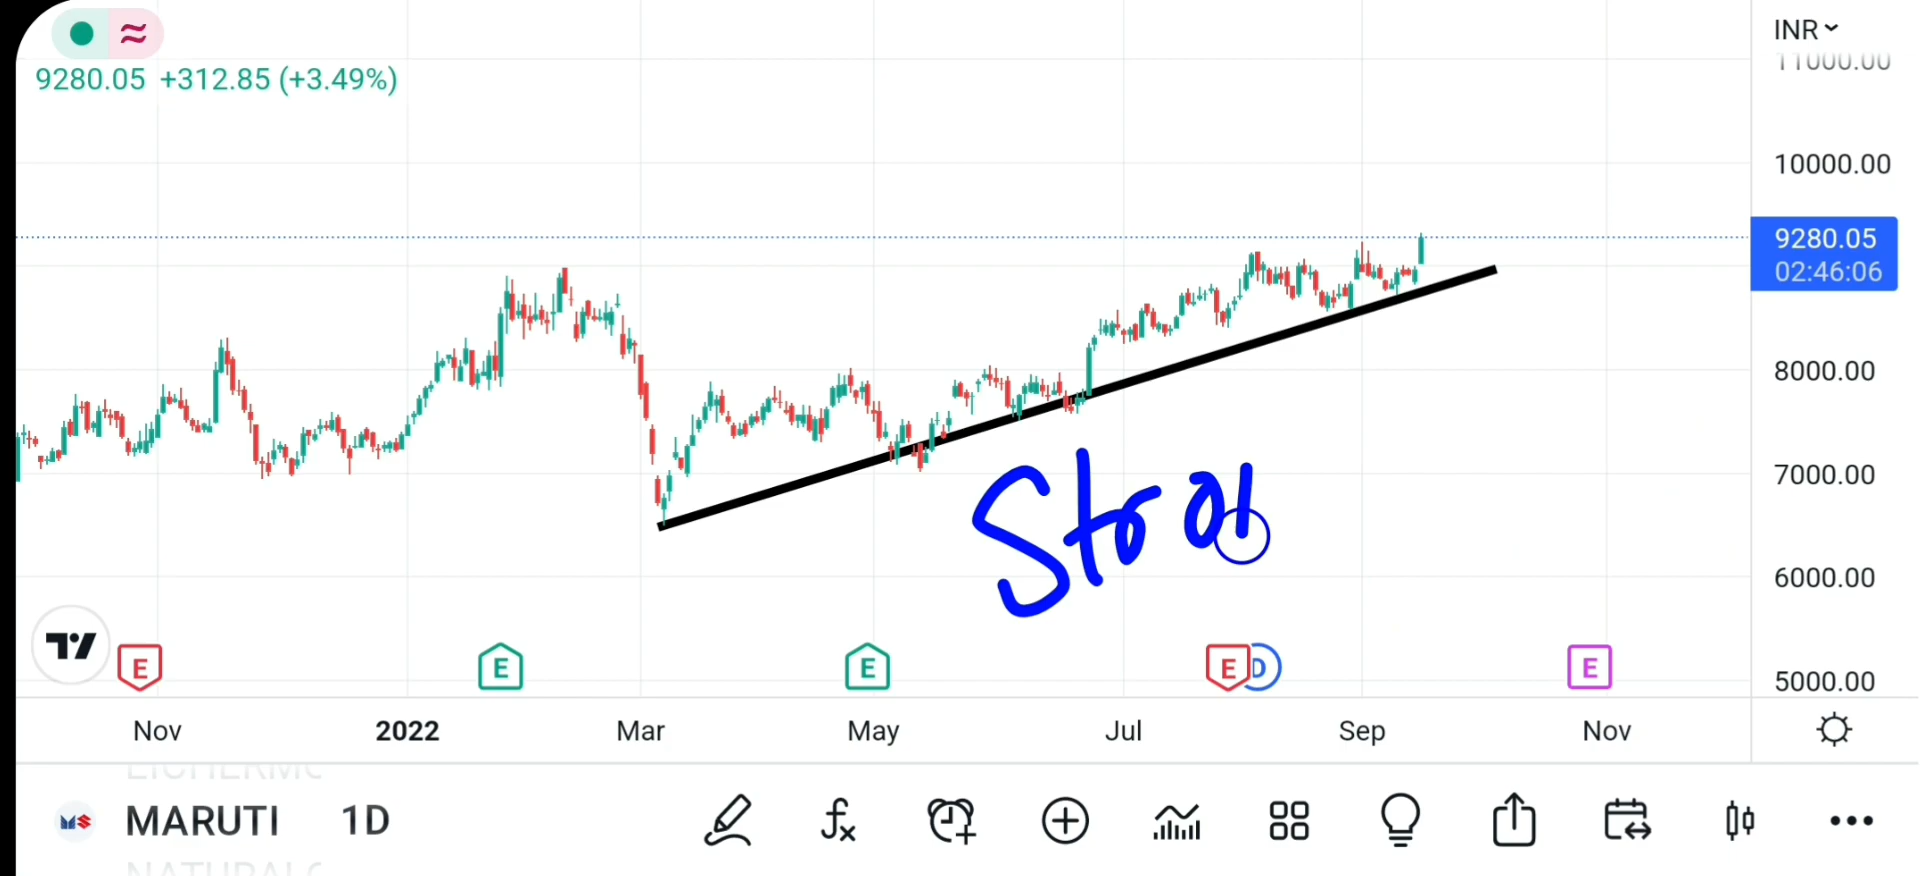 INR
9280.05 +312.85 (+3.49%)
11000.00
10000.00
9280.05
02:46:06
8000.00
7000.00
6000.00
5000.00
Stra
E
E
E
E
D
E
Nov
2022
Mar
May
Jul
Sep
Nov
MARUTI 1D